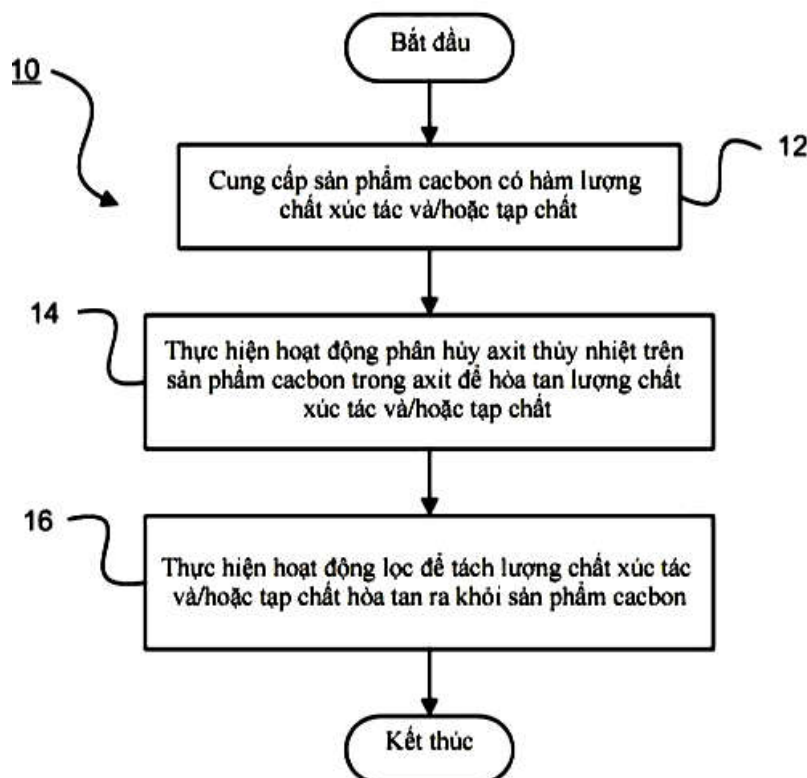 Bắt đầu
10
12
Cung cấp sản phẩm cacbon có hàm lượng
chất xúc tác và/hoặc tạp chất
14
Thực hiện hoạt động phân hủy axit thủy nhiệt trên
sản phẩm cacbon trong axit để hòa tan lượng chất
xúc tác và/hoặc tạp chất
16
Thực hiện hoạt động lọc để tách lượng chất xúc tác
và/hoặc tạp chất hòa tan ra khỏi sản phẩm cacbon
Kết thúc